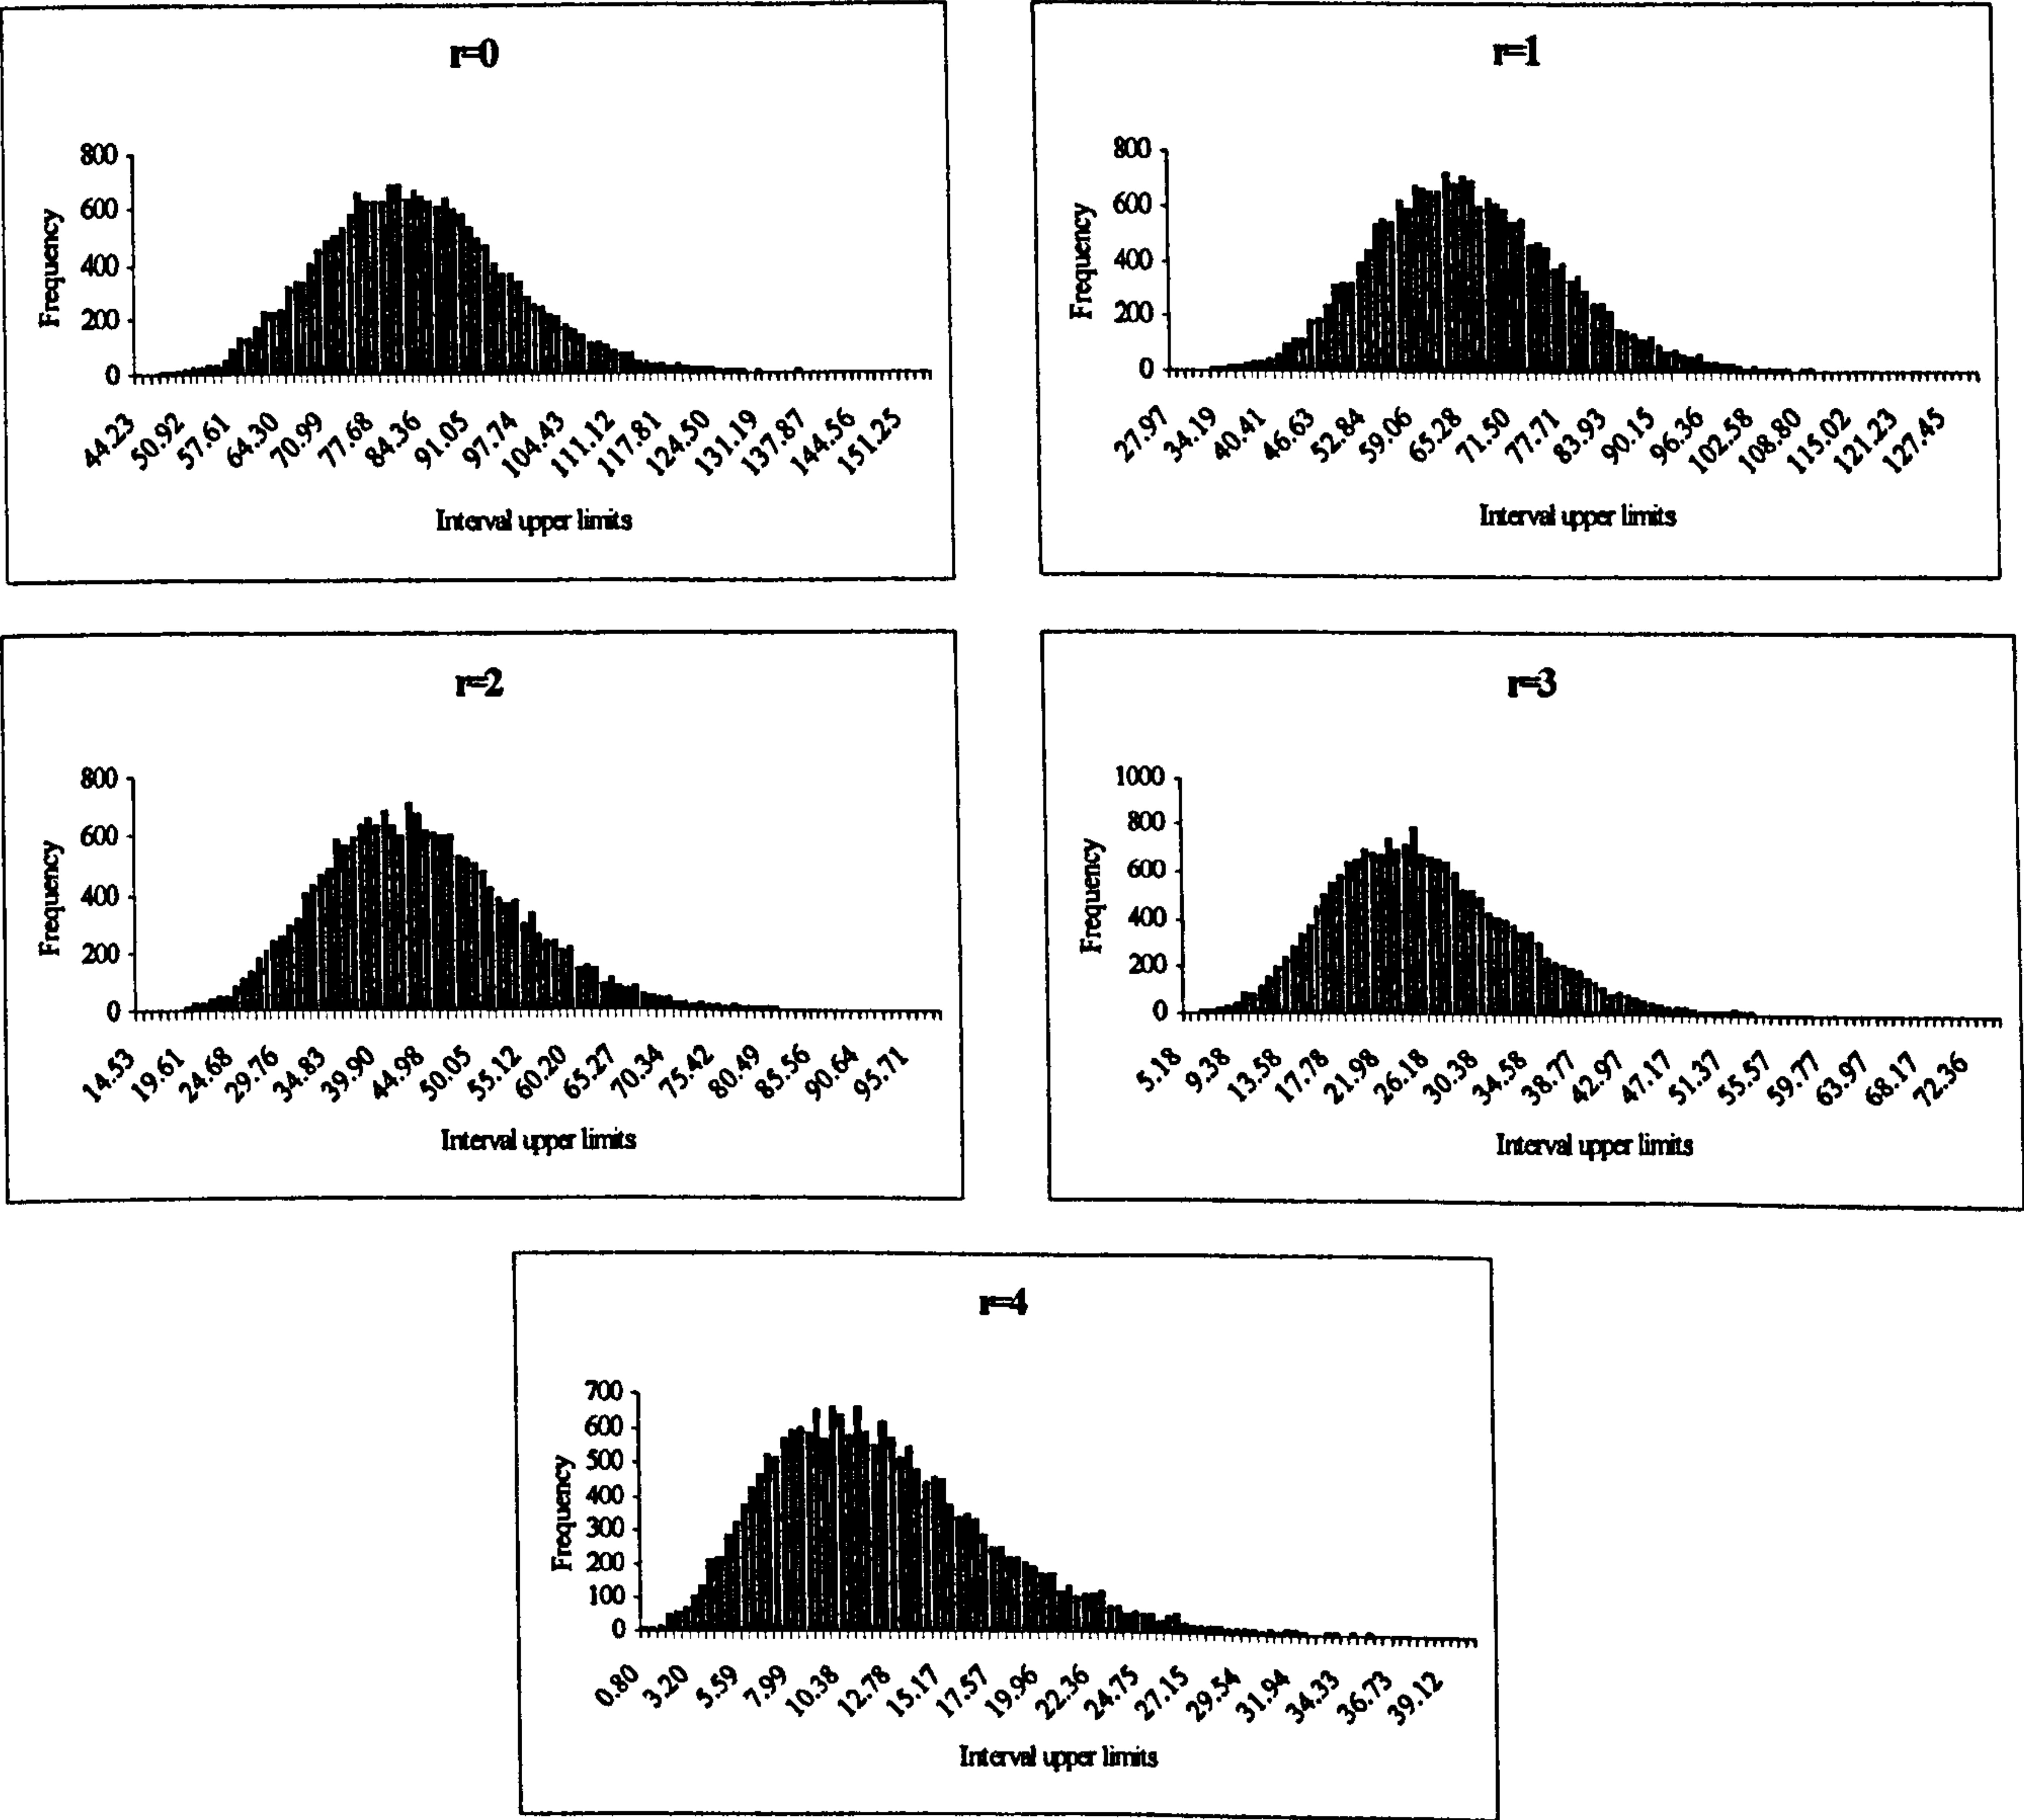 r=0
800
600
400
200
0
Frequency
44.23 50.92 57.61 64.30 70.99 77.68 84.36 91.05 97.74 104.43 111.12 117.81 124.50 131.19 137.87 144.56 151.25
Interval upper limits
r=1
800
600
400
200
0
Frequency
27.97 34.19 40.41 46.63 52.84 59.06 65.28 71.50 77.71 83.93 90.15 96.36 102.58 108.80 115.02 121.23 127.45
Interval upper limits
r=2
800
600
400
200
0
Frequency
14.53 19.61 24.68 29.76 34.83 39.90 44.98 50.05 55.12 60.20 65.27 70.34 75.42 80.49 85.56 90.64 95.71
Interval upper limits
r=3
1000
800
600
400
200
0
Frequency
5.18 9.38 13.58 17.78 21.98 26.18 30.38 34.58 38.77 42.97 47.17 51.37 55.57 59.77 63.97 68.17 72.36
Interval upper limits
r=4
700
600
500
400
300
200
100
0
Frequency
0.80 3.20 5.59 7.99 10.38 12.78 15.17 17.57 19.96 22.36 24.75 27.15 29.54 31.94 34.33 36.73 39.12
Interval upper limits